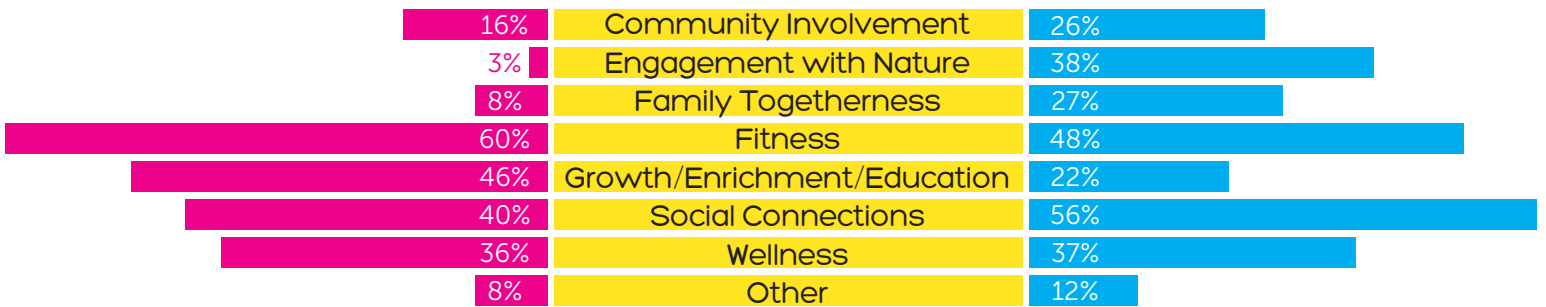 16% Community Involvement 26%
3% Engagement with Nature 38%
8% Family Togetherness 27%
60% Fitness 48%
46% Growth/Enrichment/Education 22%
40% Social Connections 56%
36% Wellness 37%
8% Other 12%